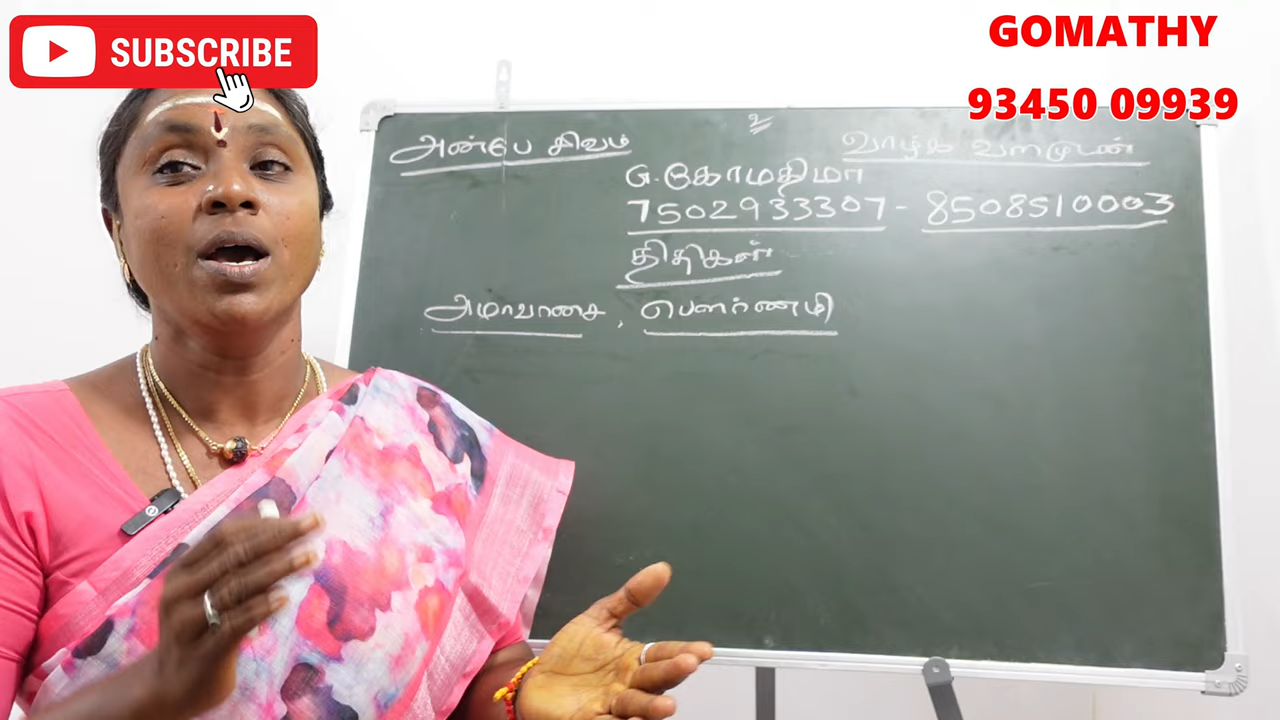 SUBSCRIBE
GOMATHY
93450 09939
உ
அன்பே சிவம்
வாழ்க வளமுடன்
G.கோமதிமா
7502933307 - 8508510003
திதிகள்
அமாவாசை, பௌர்ணமி